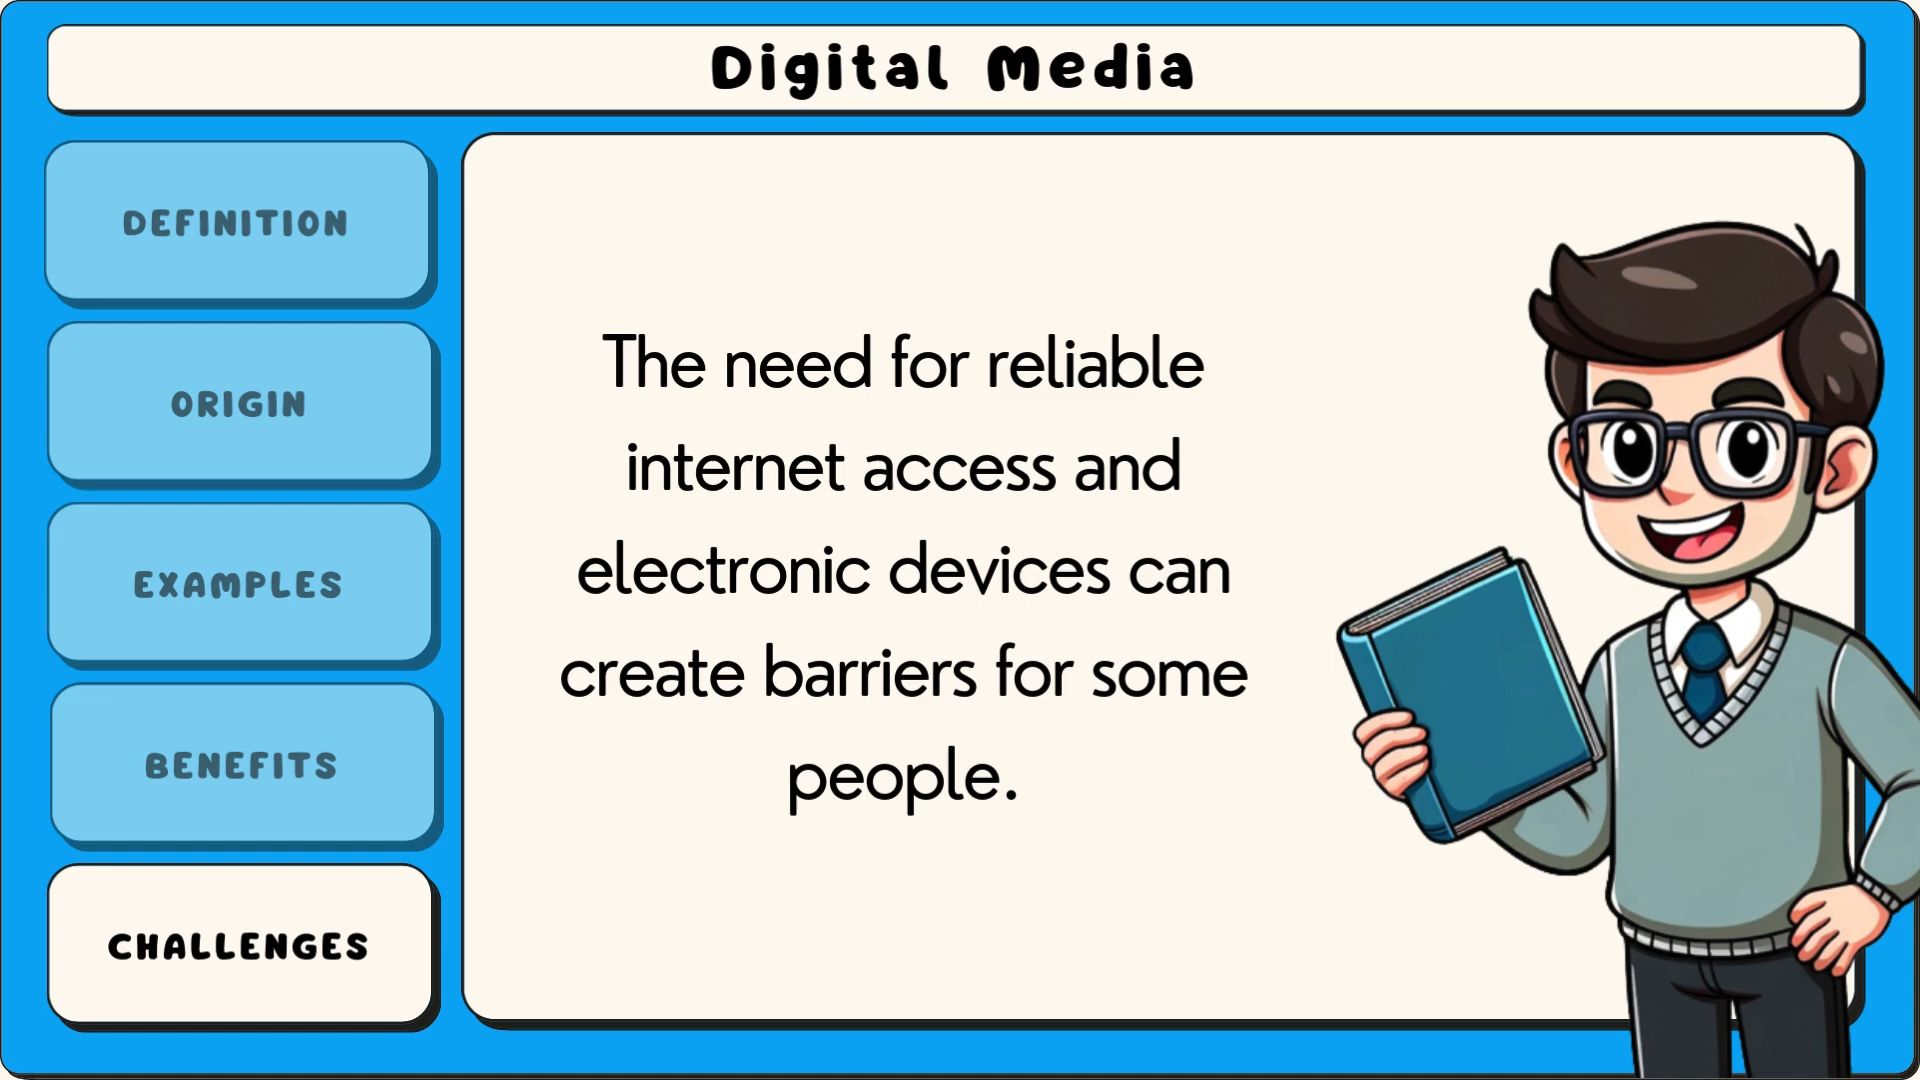 Digital Media
DEFINITION
ORIGIN
EXAMPLES
BENEFITS
CHALLENGES
The need for reliable
internet access and
electronic devices can
create barriers for some
people.